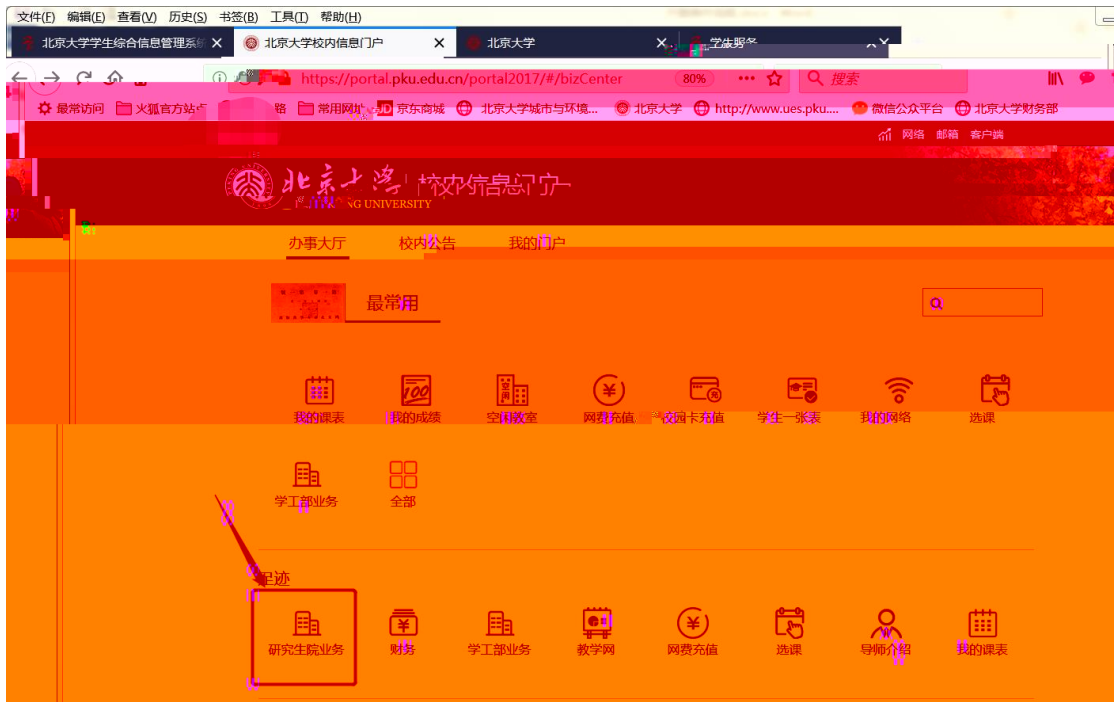 文件(F) 编辑(E) 查看(V) 历史(S) 书签(B) 工具(T) 帮助(H)
北京大学学生综合信息管理系统 北京大学校内信息门户 北京大学
https://portal.pku.edu.cn/portal2017/#/bizCenter 80% 搜索
最常访问 火狐官方站点 常用网址 JD 京东商城 北京大学城市与环境... 北京大学 http://www.ues.pku.... 微信公众平台 北京大学财务部
网络 邮箱 客户端
北京大学 校内信息门户
UNIVERSITY
办事大厅 校内公告 我的门户
最常用
我的课表 我的成绩 空闲教室 网费充值 校园卡充值 学生一张表 我的网络 选课
学工部业务 全部
足迹
研究生院业务 财务 学工部业务 教学网 网费充值 选课 导师介绍 我的课表